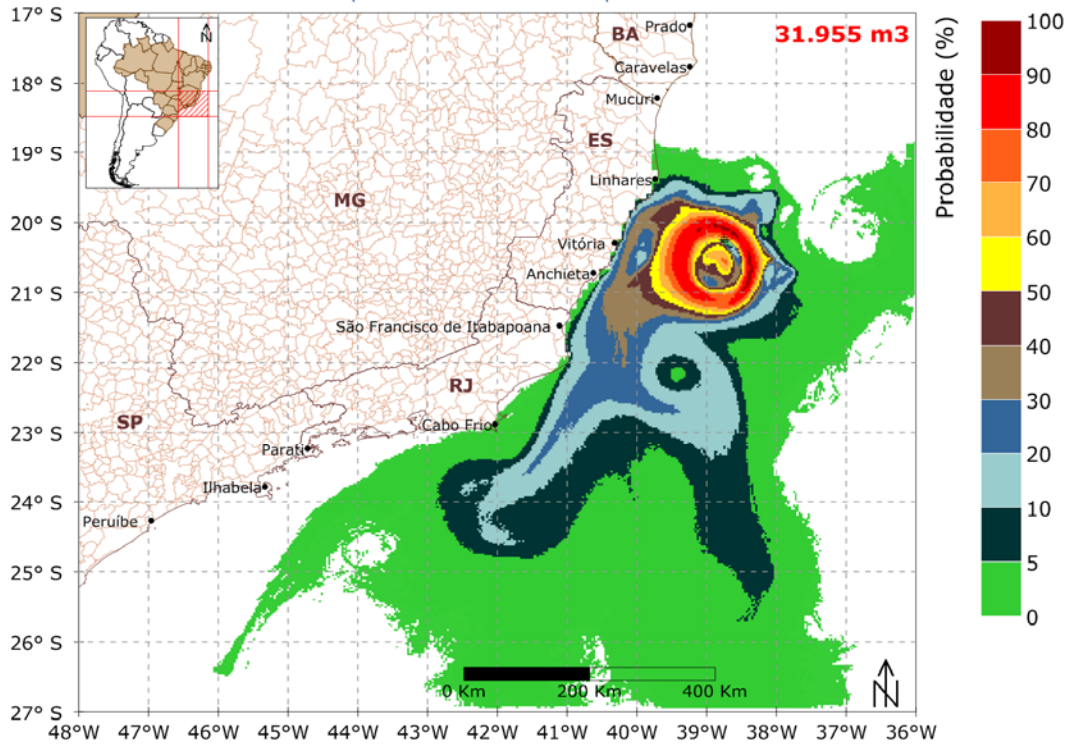 17° S
18° S
19° S
20° S
21° S
22° S
23° S
24° S
25° S
26° S
27° S
N
BA
Prado
31.955 m3
Caravelas
Mucuri
ES
Linhares
MG
Vitória
Anchieta
São Francisco de Itabapoana
RJ
SP
Cabo Frio
Parati
Ilhabela
Peruíbe
0 Km
200 Km
400 Km
N
48°W
47°W
46°W
45°W
44°W
43°W
42°W
41°W
40°W
39°W
38°W
37°W
36°W
Probabilidade (%)
100
90
80
70
60
50
40
30
20
10
5
0